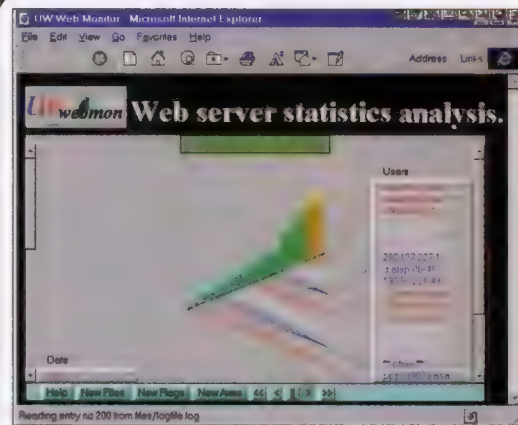 UW Web Monitor - Microsoft Internet Explorer
File Edit View Go Favorites Help
Address Links
webmon Web server statistics analysis.
Users
Date
Help New Files New Flags New Axes << < || > >>
Reading entry no 200 from files/logfile.log